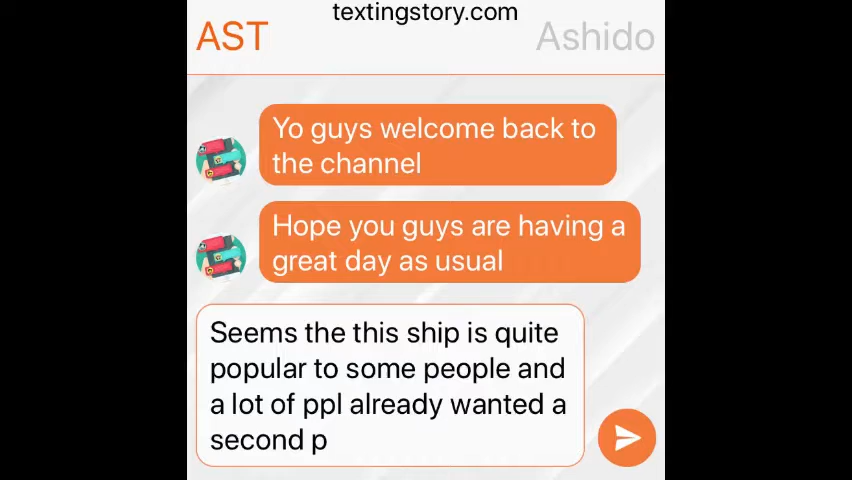 textingstory.com
AST
Ashido
Yo guys welcome back to
the channel
Hope you guys are having a
great day as usual
Seems the this ship is quite
popular to some people and
a lot of ppl already wanted a
second p